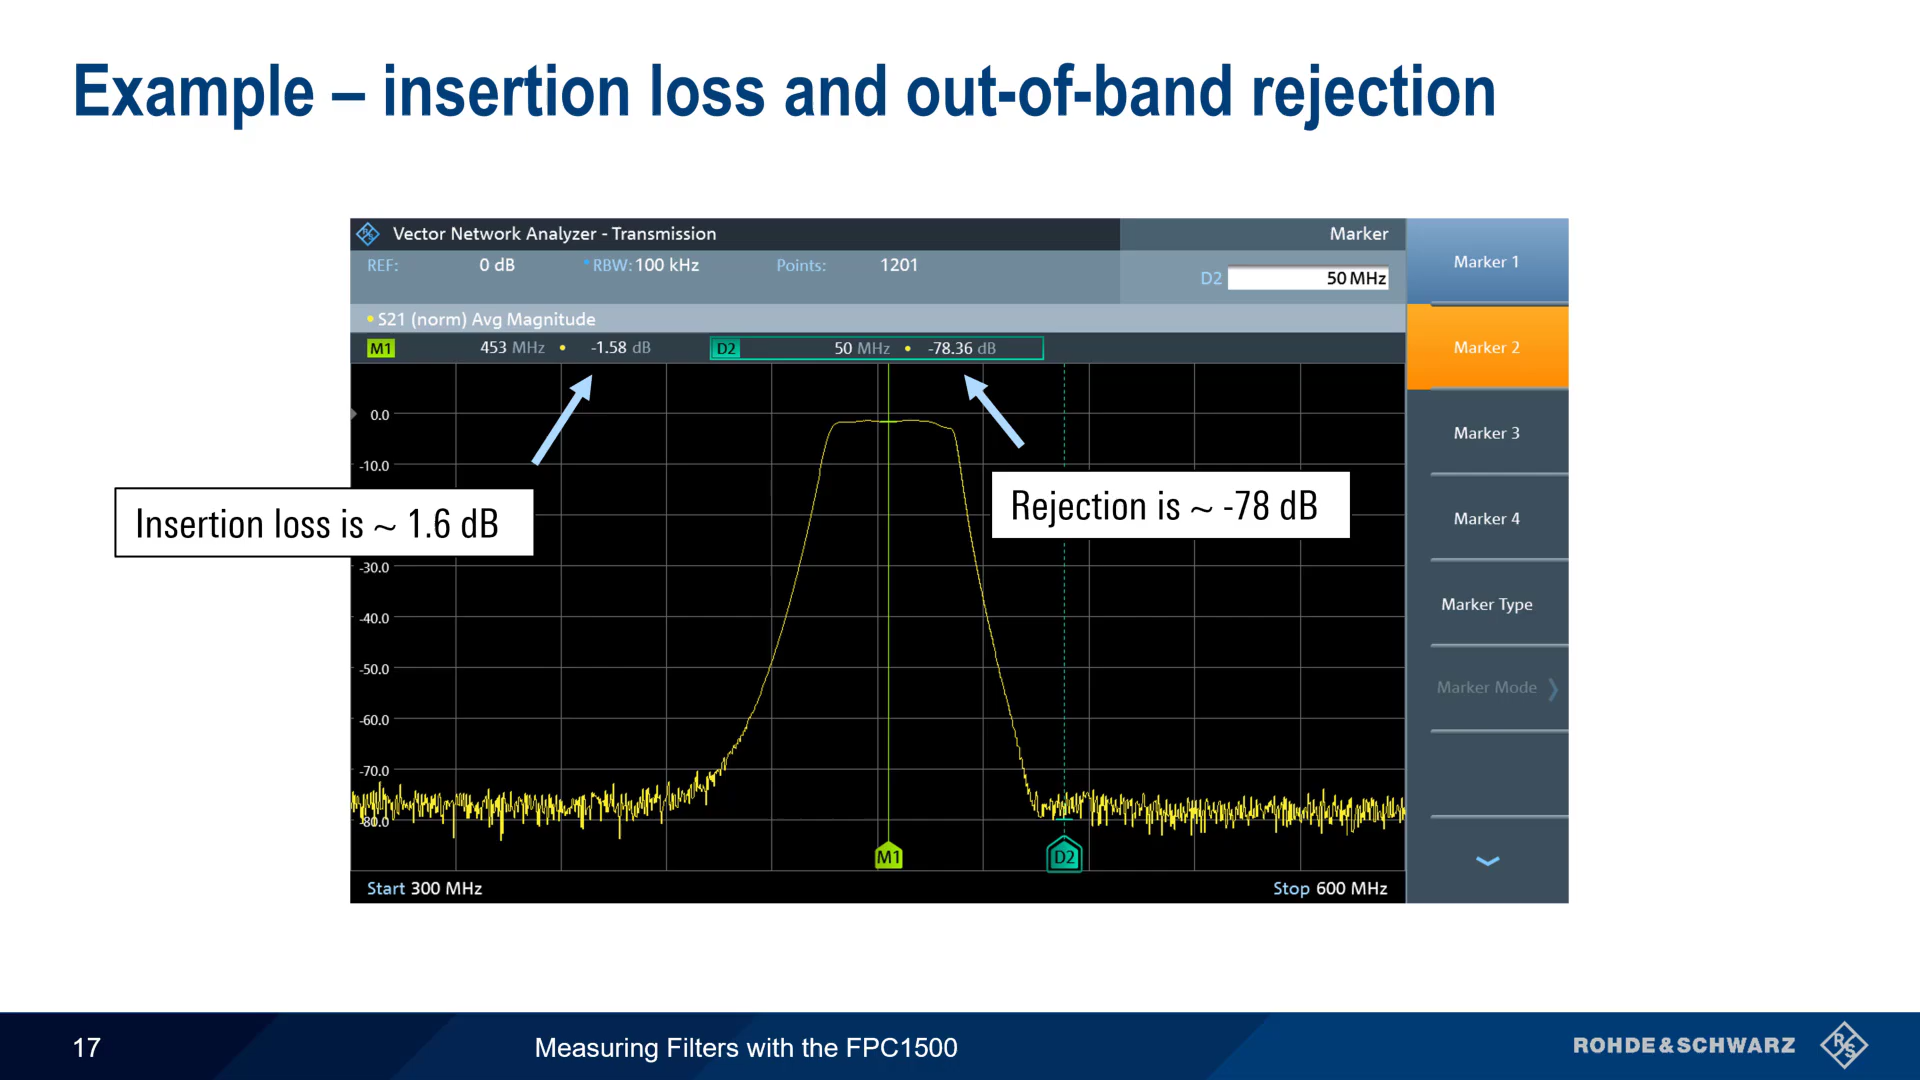 Example – insertion loss and out-of-band rejection
Vector Network Analyzer - Transmission
Marker
REF: 0 dB RBW: 100 kHz Points: 1201
D2 50 MHz
S21 (norm) Avg Magnitude
M1 453 MHz • -1.58 dB D2 50 MHz • -78.36 dB
0.0
-10.0
Insertion loss is ~ 1.6 dB
Rejection is ~ -78 dB
-30.0
-40.0
-50.0
-60.0
-70.0
-80.0
M1
D2
Start 300 MHz
Stop 600 MHz
Marker 1
Marker 2
Marker 3
Marker 4
Marker Type
Marker Mode
17
Measuring Filters with the FPC1500
ROHDE&SCHWARZ
R&S